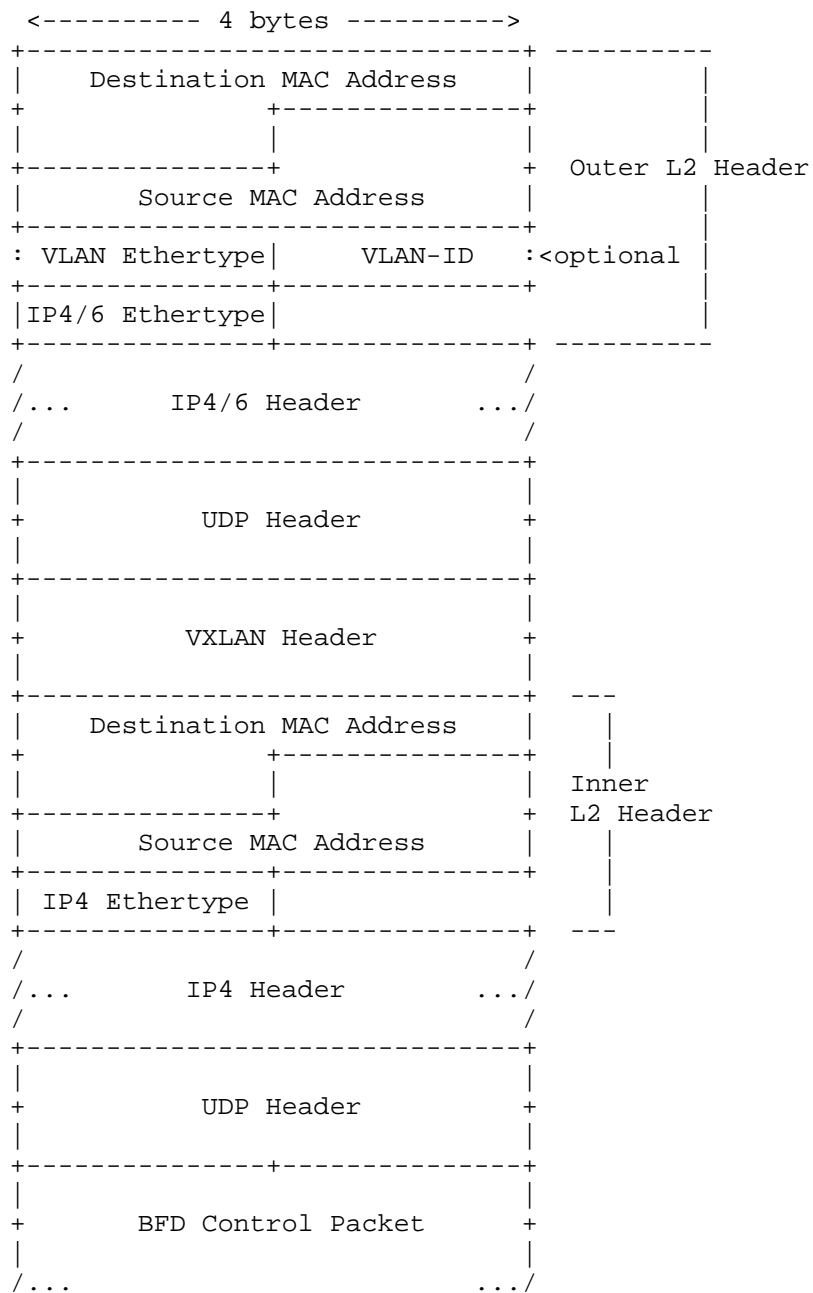 <---------- 4 bytes ---------->
Destination MAC Address
Outer L2 Header
Source MAC Address
: VLAN Ethertype| VLAN-ID :<optional
|IP4/6 Ethertype|
/... IP4/6 Header .../
UDP Header
VXLAN Header
Destination MAC Address
Inner
L2 Header
Source MAC Address
IP4 Ethertype
/... IP4 Header .../
UDP Header
BFD Control Packet
/... .../